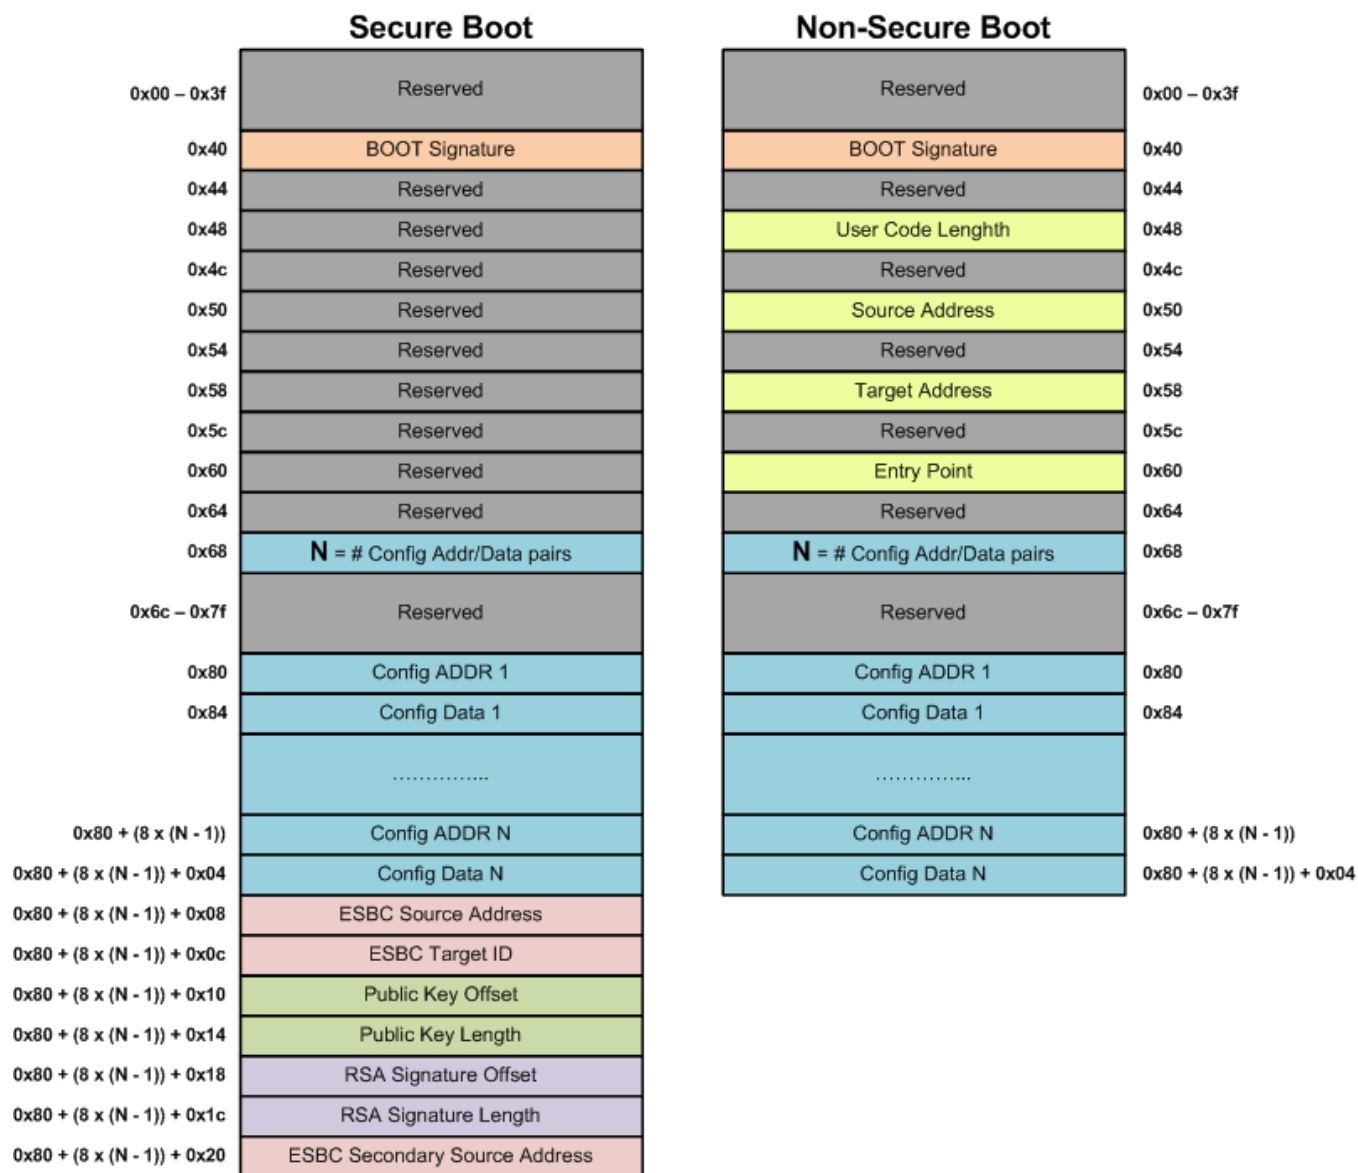 Secure Boot Non-Secure Boot
0x00 – 0x3f Reserved Reserved 0x00 – 0x3f
0x40 BOOT Signature BOOT Signature 0x40
0x44 Reserved Reserved 0x44
0x48 Reserved User Code Lenghth 0x48
0x4c Reserved Reserved 0x4c
0x50 Reserved Source Address 0x50
0x54 Reserved Reserved 0x54
0x58 Reserved Target Address 0x58
0x5c Reserved Reserved 0x5c
0x60 Reserved Entry Point 0x60
0x64 Reserved Reserved 0x64
0x68 N = # Config Addr/Data pairs N = # Config Addr/Data pairs 0x68
0x6c – 0x7f Reserved Reserved 0x6c – 0x7f
0x80 Config ADDR 1 Config ADDR 1 0x80
0x84 Config Data 1 Config Data 1 0x84
................ ................
0x80 + (8 x (N - 1)) Config ADDR N Config ADDR N 0x80 + (8 x (N - 1))
0x80 + (8 x (N - 1)) + 0x04 Config Data N Config Data N 0x80 + (8 x (N - 1)) + 0x04
0x80 + (8 x (N - 1)) + 0x08 ESBC Source Address
0x80 + (8 x (N - 1)) + 0x0c ESBC Target ID
0x80 + (8 x (N - 1)) + 0x10 Public Key Offset
0x80 + (8 x (N - 1)) + 0x14 Public Key Length
0x80 + (8 x (N - 1)) + 0x18 RSA Signature Offset
0x80 + (8 x (N - 1)) + 0x1c RSA Signature Length
0x80 + (8 x (N - 1)) + 0x20 ESBC Secondary Source Address